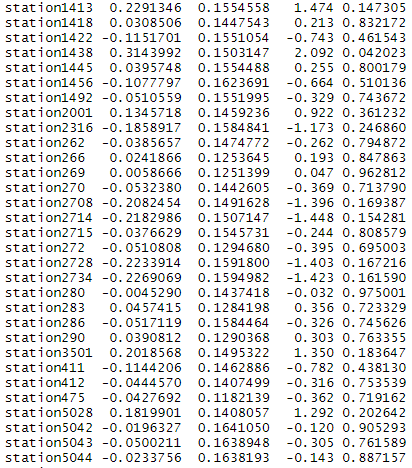 station1413 0.2291346 0.1554558 1.474 0.147305
station1418 0.0308506 0.1447543 0.213 0.832172
station1422 -0.1151701 0.1551054 -0.743 0.461543
station1438 0.3143992 0.1503147 2.092 0.042023
station1445 0.0395748 0.1554488 0.255 0.800179
station1456 -0.1077797 0.1623691 -0.664 0.510136
station1492 -0.0510559 0.1551995 -0.329 0.743672
station2001 0.1345718 0.1459236 0.922 0.361232
station2316 -0.1858917 0.1584841 -1.173 0.246860
station262 -0.0385657 0.1474772 -0.262 0.794872
station266 0.0241866 0.1253645 0.193 0.847863
station269 0.0058666 0.1251399 0.047 0.962812
station270 -0.0532380 0.1442605 -0.369 0.713790
station2708 -0.2082454 0.1491628 -1.396 0.169387
station2714 -0.2182986 0.1507147 -1.448 0.154281
station2715 -0.0376629 0.1545731 -0.244 0.808579
station272 -0.0510808 0.1294680 -0.395 0.695003
station2728 -0.2233914 0.1591800 -1.403 0.167216
station2734 -0.2269069 0.1594982 -1.423 0.161590
station280 -0.0045290 0.1437418 -0.032 0.975001
station283 0.0457415 0.1284198 0.356 0.723329
station286 -0.0517119 0.1584464 -0.326 0.745626
station290 0.0390812 0.1290368 0.303 0.763355
station3501 0.2018568 0.1495322 1.350 0.183647
station411 -0.1144206 0.1462886 -0.782 0.438130
station412 -0.0444570 0.1407499 -0.316 0.753539
station475 -0.0427692 0.1182139 -0.362 0.719162
station5028 0.1819901 0.1408057 1.292 0.202642
station5042 -0.0196327 0.1641050 -0.120 0.905293
station5043 -0.0500211 0.1638948 -0.305 0.761589
station5044 -0.0233756 0.1638193 -0.143 0.887157